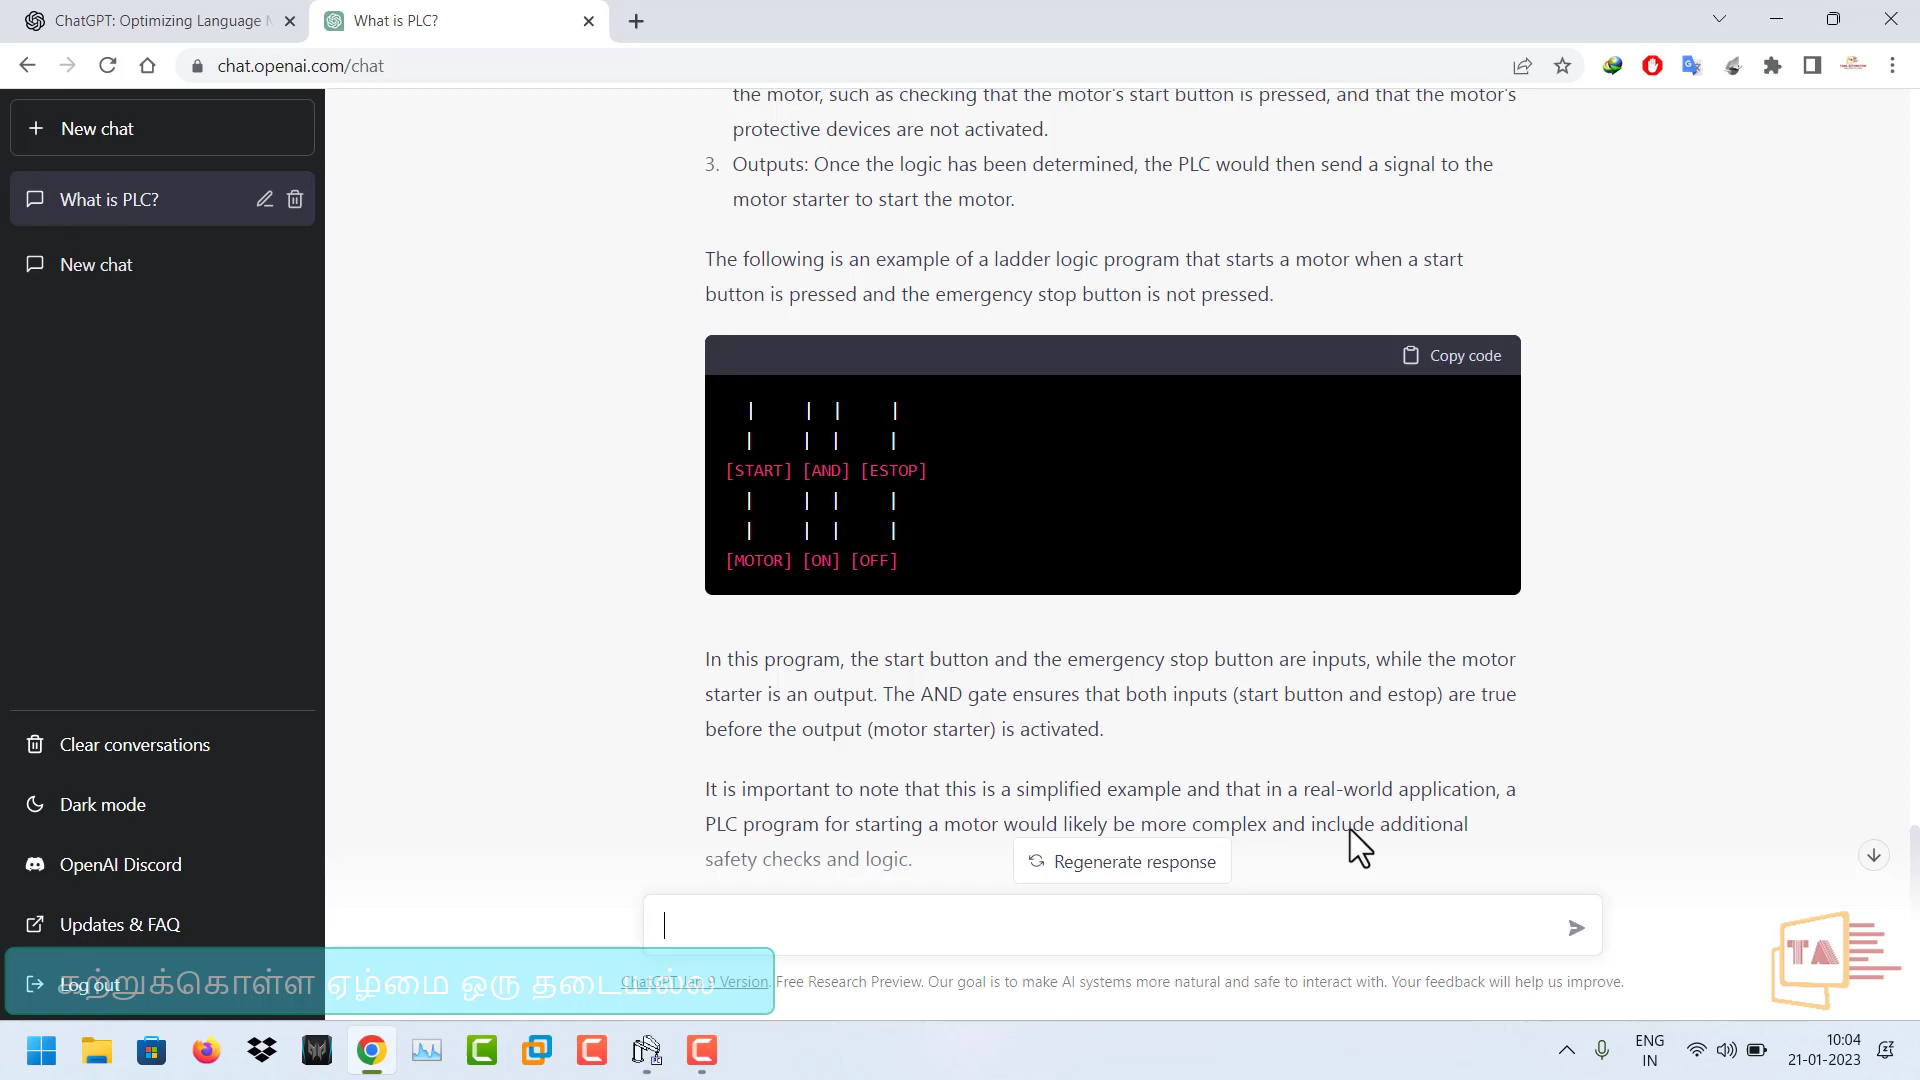 ChatGPT: Optimizing Language M
What is PLC?
chat.openai.com/chat
New chat
What is PLC?
New chat
the motor, such as checking that the motor's start button is pressed, and that the motor's
protective devices are not activated.
3. Outputs: Once the logic has been determined, the PLC would then send a signal to the
motor starter to start the motor.
The following is an example of a ladder logic program that starts a motor when a start
button is pressed and the emergency stop button is not pressed.
Copy code
| | | |
| | | |
[START] [AND] [ESTOP]
| | | |
| | | |
[MOTOR] [ON] [OFF]
In this program, the start button and the emergency stop button are inputs, while the motor
starter is an output. The AND gate ensures that both inputs (start button and estop) are true
before the output (motor starter) is activated.
It is important to note that this is a simplified example and that in a real-world application, a
PLC program for starting a motor would likely be more complex and include additional
safety checks and logic.
Regenerate response
Clear conversations
Dark mode
OpenAI Discord
Updates & FAQ
Log out
கற்றுக்கொள்ள ஏழ்மை ஒரு தடையல்ல
ChatGPT Jan 9 Version. Free Research Preview. Our goal is to make AI systems more natural and safe to interact with. Your feedback will help us improve.
TA
ENG
IN
10:04
21-01-2023